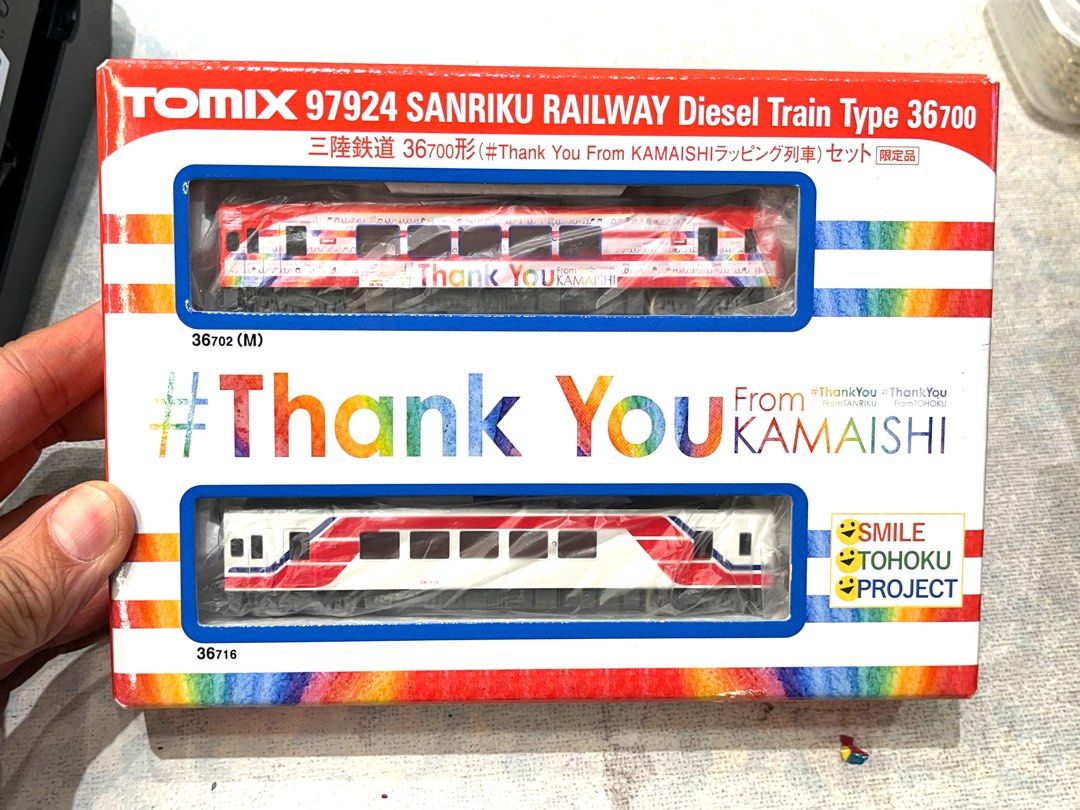 TOMIX 97924 SANRIKU RAILWAY Diesel Train Type 36700
三陸鉄道 36700形(#Thank You From KAMAISHIラッピング列車)セット 限定品
Thank You From KAMAISHI
36702(M)
#Thank You From KAMAISHI
#ThankYou FromSANRIKU
#ThankYou FromTOHOKU
SMILE
TOHOKU
PROJECT
36716